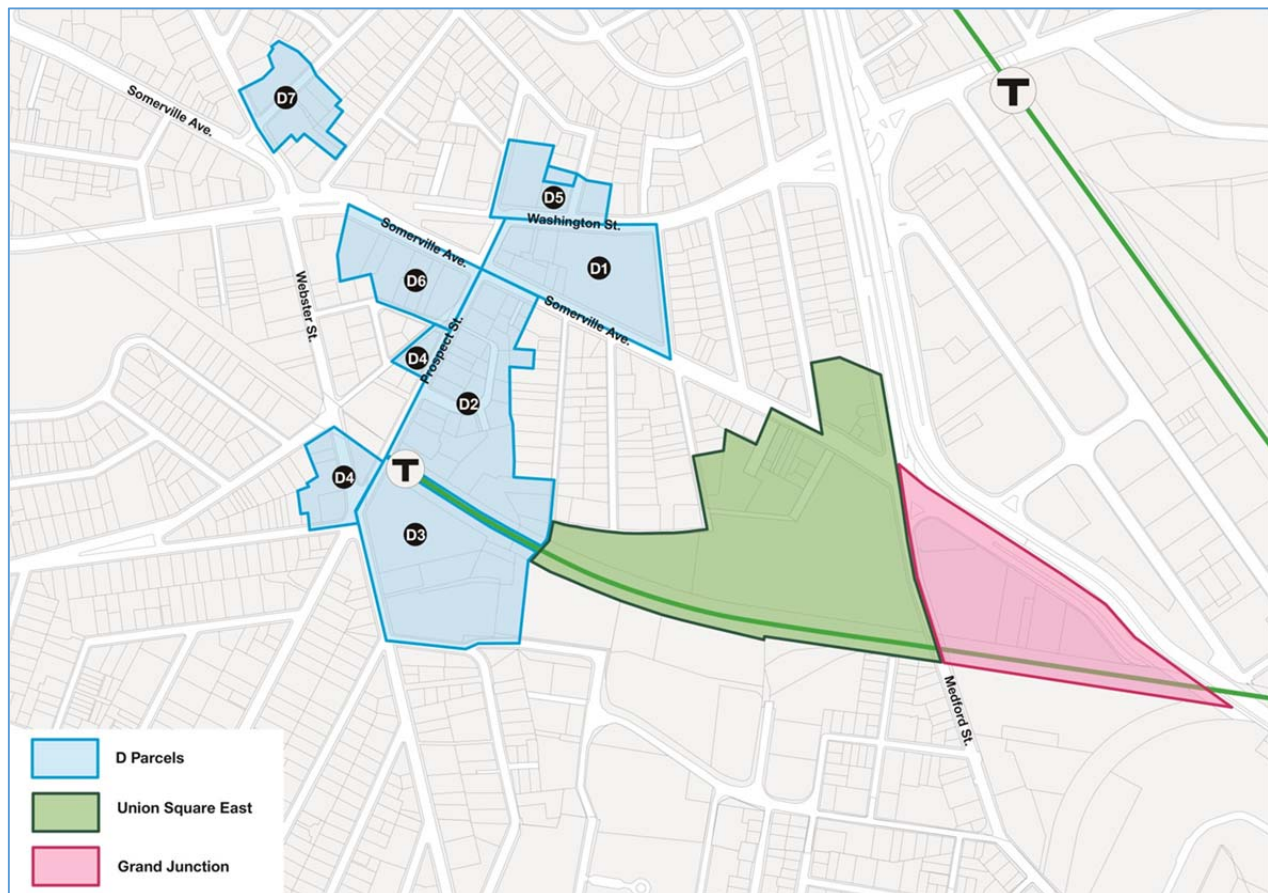 T
Somerville Ave.
D7
D5
Washington St.
Somerville Ave.
D1
D6
Webster St.
Somerville Ave.
Prospect St.
D4
D2
T
D4
D3
Medford St.
D Parcels
Union Square East
Grand Junction